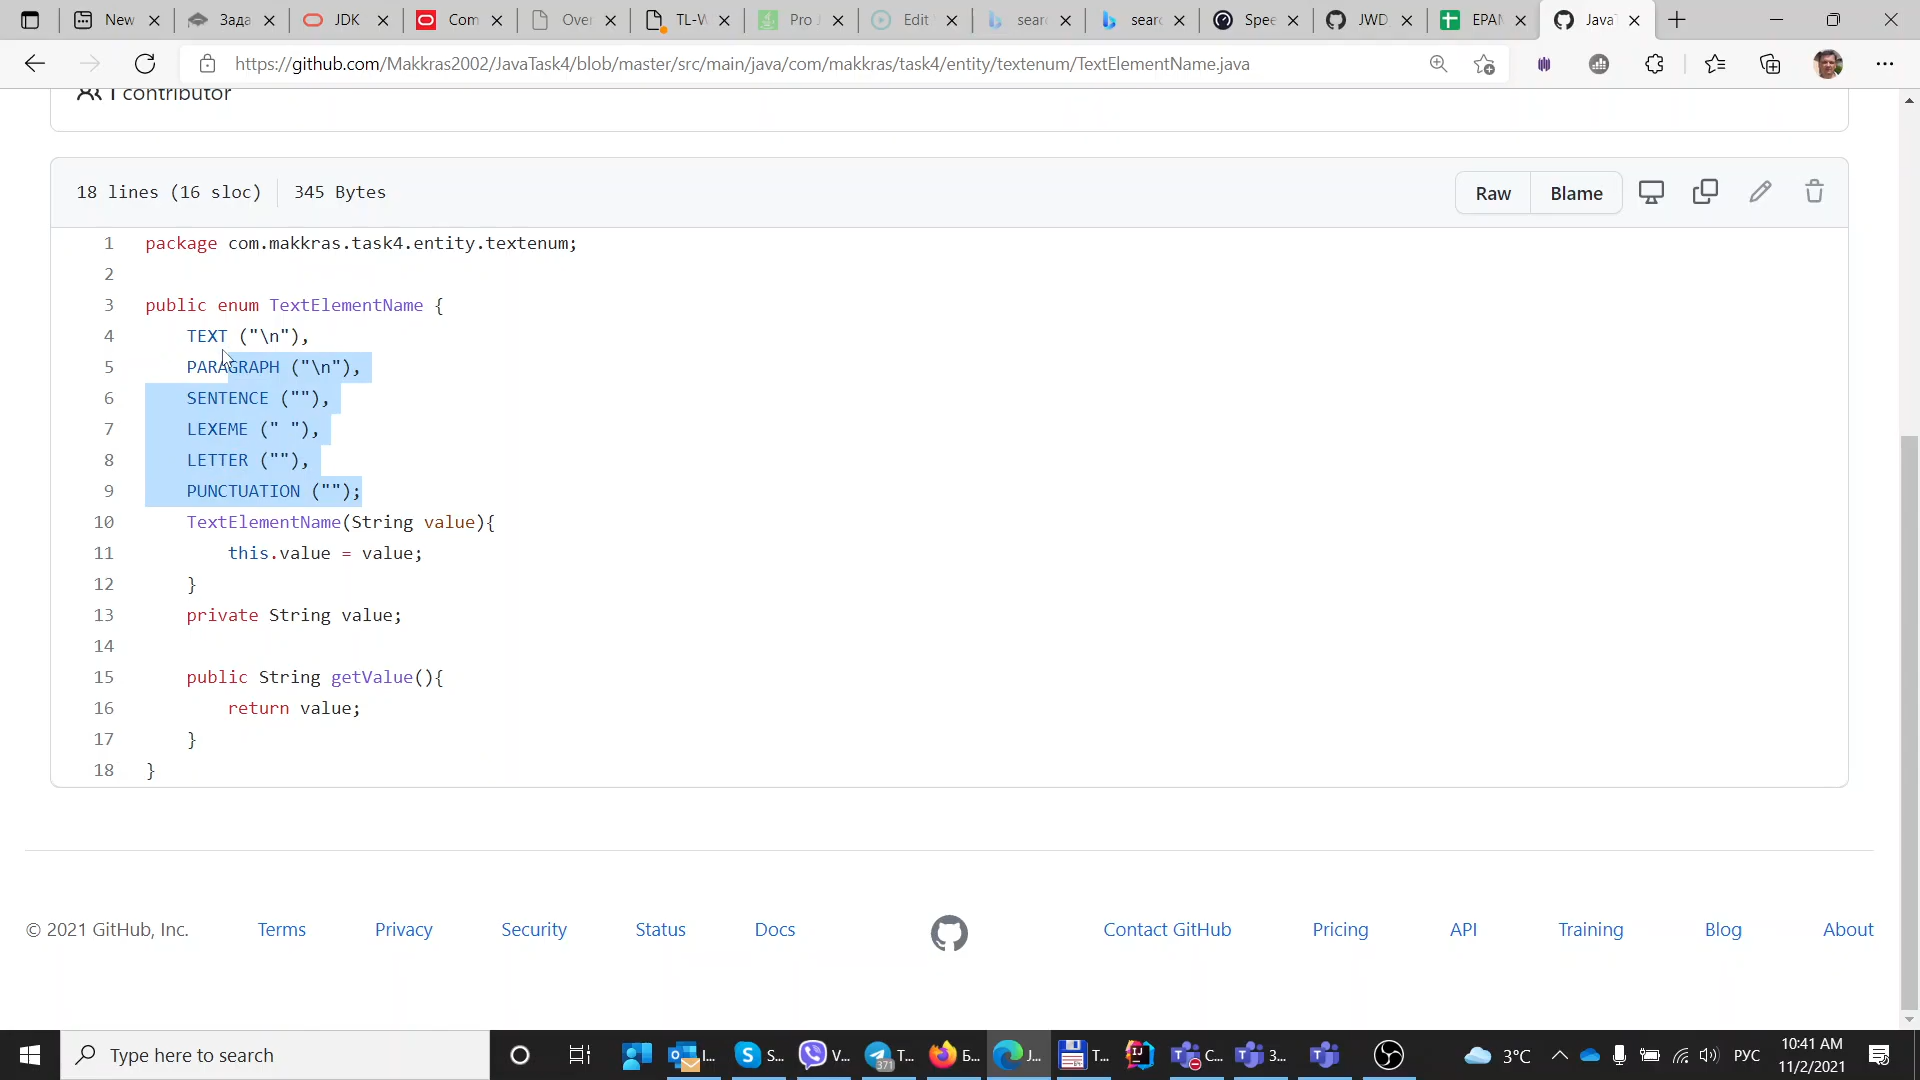 New
Зада
JDK
Com
Over
TL-W
Pro J
Edit
sear
sear
Spee
JWD
EPAM
Java
https://github.com/Makkras2002/JavaTask4/blob/master/src/main/java/com/makkras/task4/entity/textenum/TextElementName.java
1 contributor
18 lines (16 sloc) 345 Bytes
Raw
Blame
1 package com.makkras.task4.entity.textenum;
2
3 public enum TextElementName {
4 TEXT ("\n"),
5 PARAGRAPH ("\n"),
6 SENTENCE (""),
7 LEXEME (" "),
8 LETTER (""),
9 PUNCTUATION ("");
10 TextElementName(String value){
11 this.value = value;
12 }
13 private String value;
14
15 public String getValue(){
16 return value;
17 }
18 }
© 2021 GitHub, Inc. Terms Privacy Security Status Docs Contact GitHub Pricing API Training Blog About
Type here to search
I...
S...
V...
T...
371
Б...
J...
T...
C...
З...
3°C
РУС
10:41 AM
11/2/2021